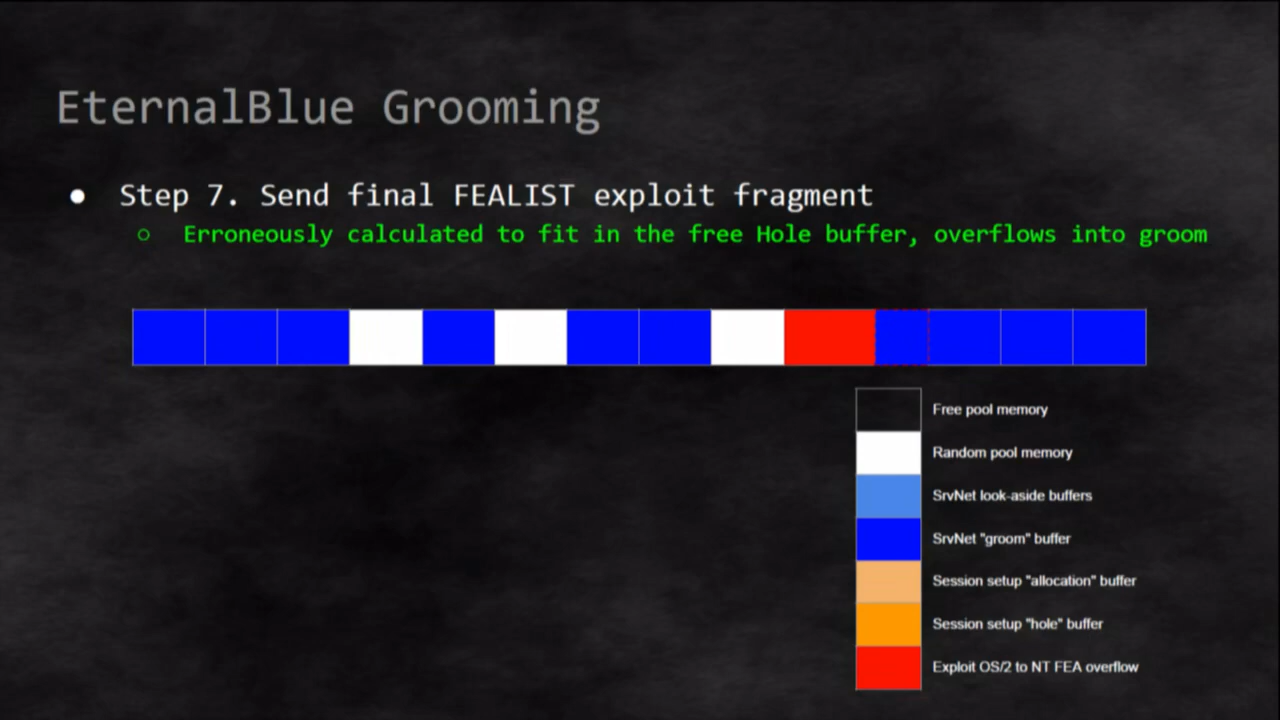 EternalBlue Grooming
● Step 7. Send final FEALIST exploit fragment
○ Erroneously calculated to fit in the free Hole buffer, overflows into groom
Free pool memory
Random pool memory
SrvNet look-aside buffers
SrvNet "groom" buffer
Session setup "allocation" buffer
Session setup "hole" buffer
Exploit OS/2 to NT FEA overflow